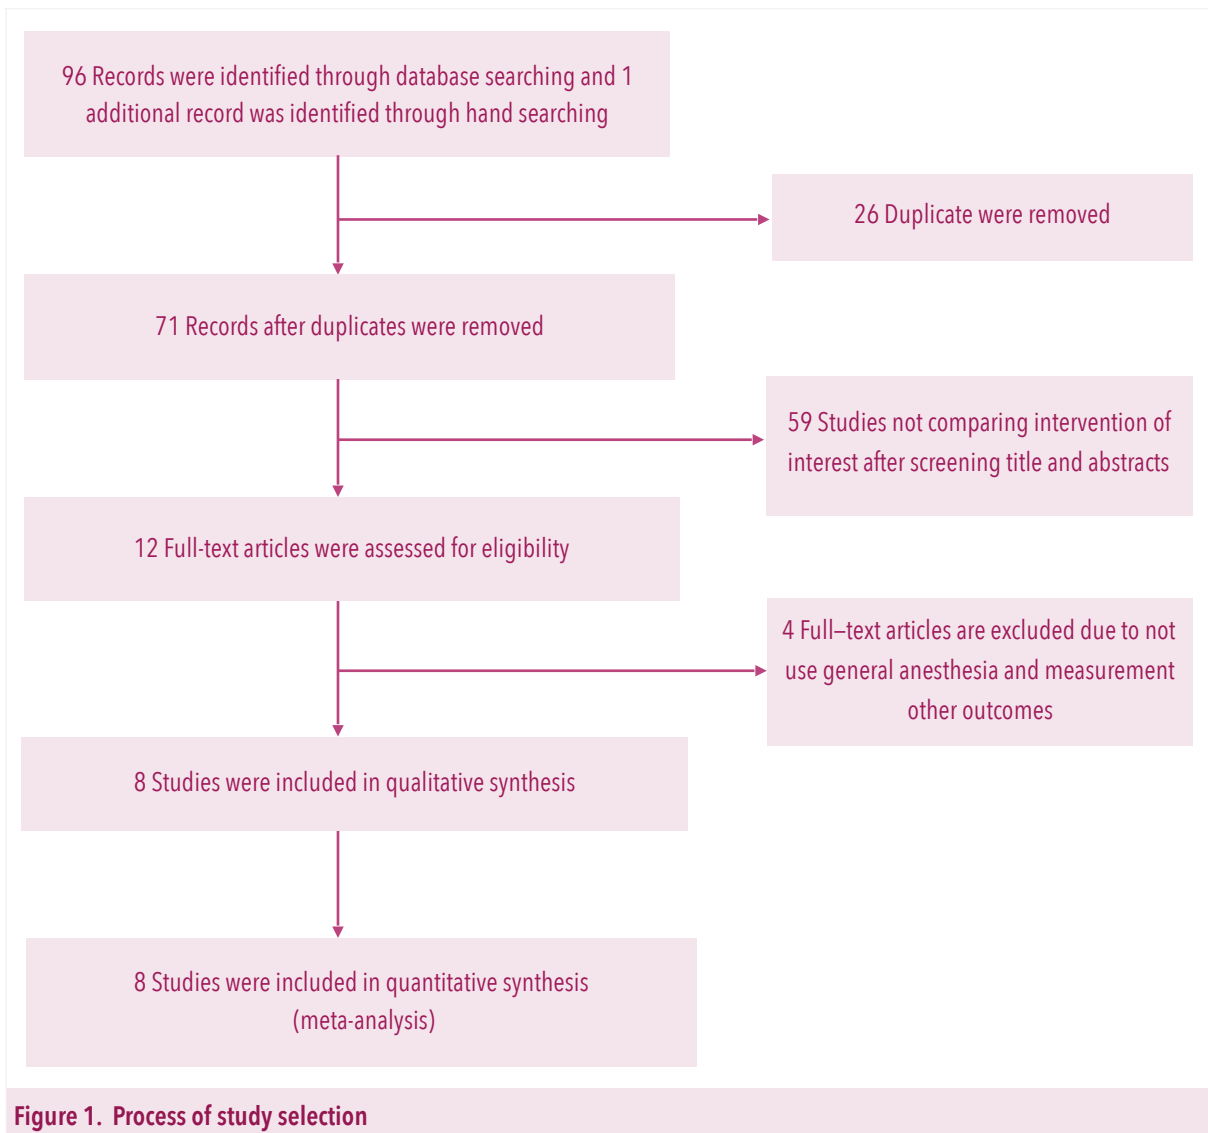 96 Records were identified through database searching and 1
additional record was identified through hand searching
26 Duplicate were removed
71 Records after duplicates were removed
59 Studies not comparing intervention of
interest after screening title and abstracts
12 Full-text articles were assessed for eligibility
4 Full–text articles are excluded due to not
use general anesthesia and measurement
other outcomes
8 Studies were included in qualitative synthesis
8 Studies were included in quantitative synthesis
(meta-analysis)
Figure 1. Process of study selection